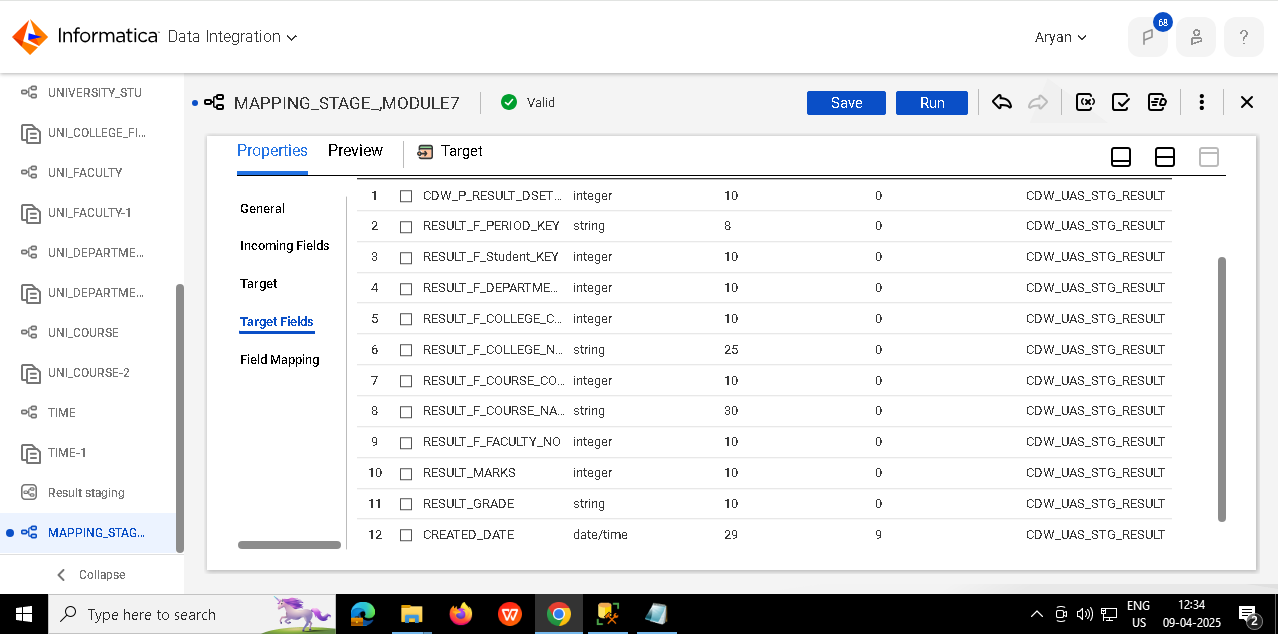 Informatica Data Integration
Aryan
68
?
UNIVERSITY_STU
UNI_COLLEGE_FI...
UNI_FACULTY
UNI_FACULTY-1
UNI_DEPARTME...
UNI_DEPARTME...
UNI_COURSE
UNI_COURSE-2
TIME
TIME-1
Result staging
MAPPING_STAG...
Collapse
MAPPING_STAGE_,MODULE7
Valid
Save
Run
Properties Preview Target
General
Incoming Fields
Target
Target Fields
Field Mapping
1 CDW_P_RESULT_DSET... integer 10 0 CDW_UAS_STG_RESULT
2 RESULT_F_PERIOD_KEY string 8 0 CDW_UAS_STG_RESULT
3 RESULT_F_Student_KEY integer 10 0 CDW_UAS_STG_RESULT
4 RESULT_F_DEPARTME... integer 10 0 CDW_UAS_STG_RESULT
5 RESULT_F_COLLEGE_C... integer 10 0 CDW_UAS_STG_RESULT
6 RESULT_F_COLLEGE_N... string 25 0 CDW_UAS_STG_RESULT
7 RESULT_F_COURSE_CO... integer 10 0 CDW_UAS_STG_RESULT
8 RESULT_F_COURSE_NA... string 30 0 CDW_UAS_STG_RESULT
9 RESULT_F_FACULTY_NO integer 10 0 CDW_UAS_STG_RESULT
10 RESULT_MARKS integer 10 0 CDW_UAS_STG_RESULT
11 RESULT_GRADE string 10 0 CDW_UAS_STG_RESULT
12 CREATED_DATE date/time 29 9 CDW_UAS_STG_RESULT
Type here to search
ENG
US
12:34
09-04-2025
2